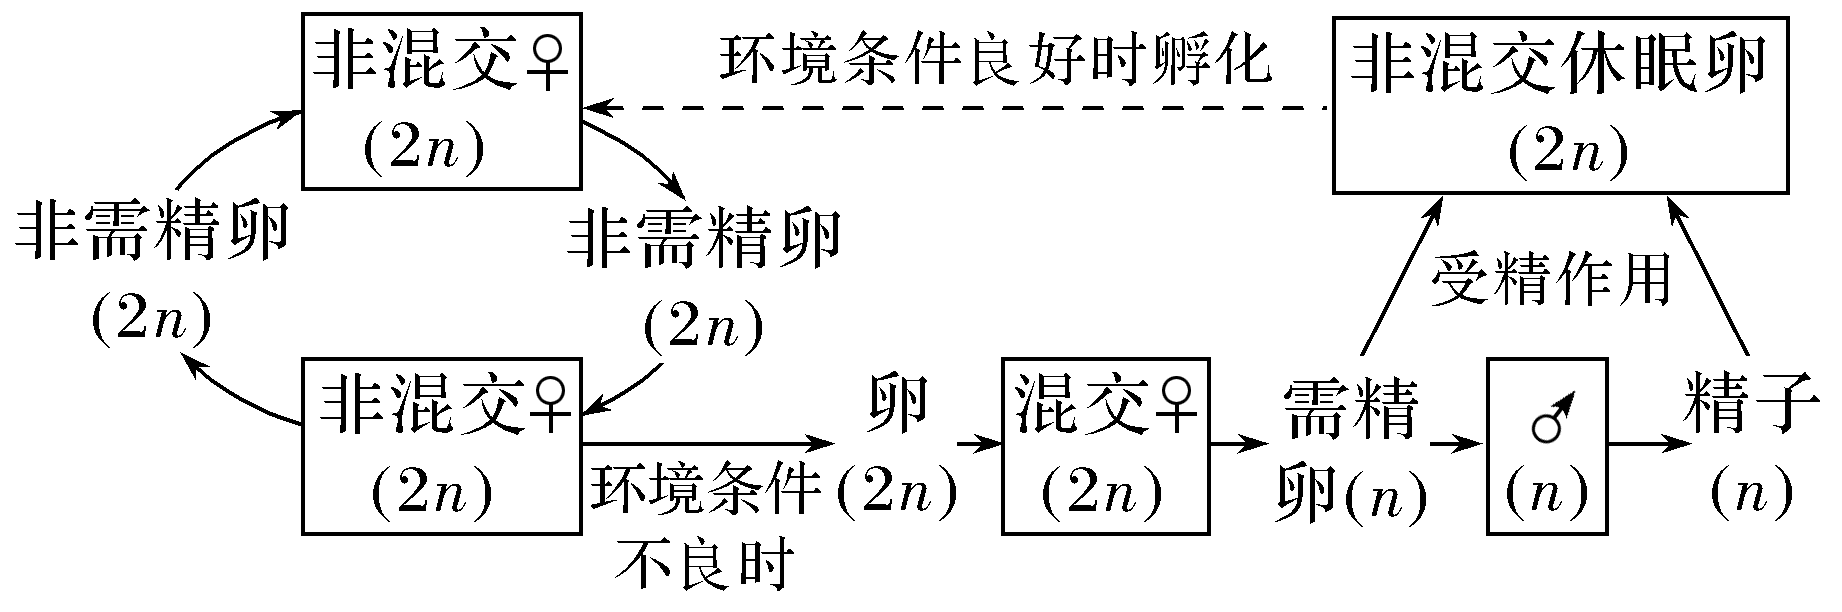 非混交♀
(2n)
环境条件良好时孵化
非混交休眠卵
(2n)
非需精卵
(2n)
非需精卵
(2n)
受精作用
非混交♀
(2n)
环境条件
不良时
卵
(2n)
混交♀
(2n)
需精
卵(n)
♂
(n)
精子
(n)